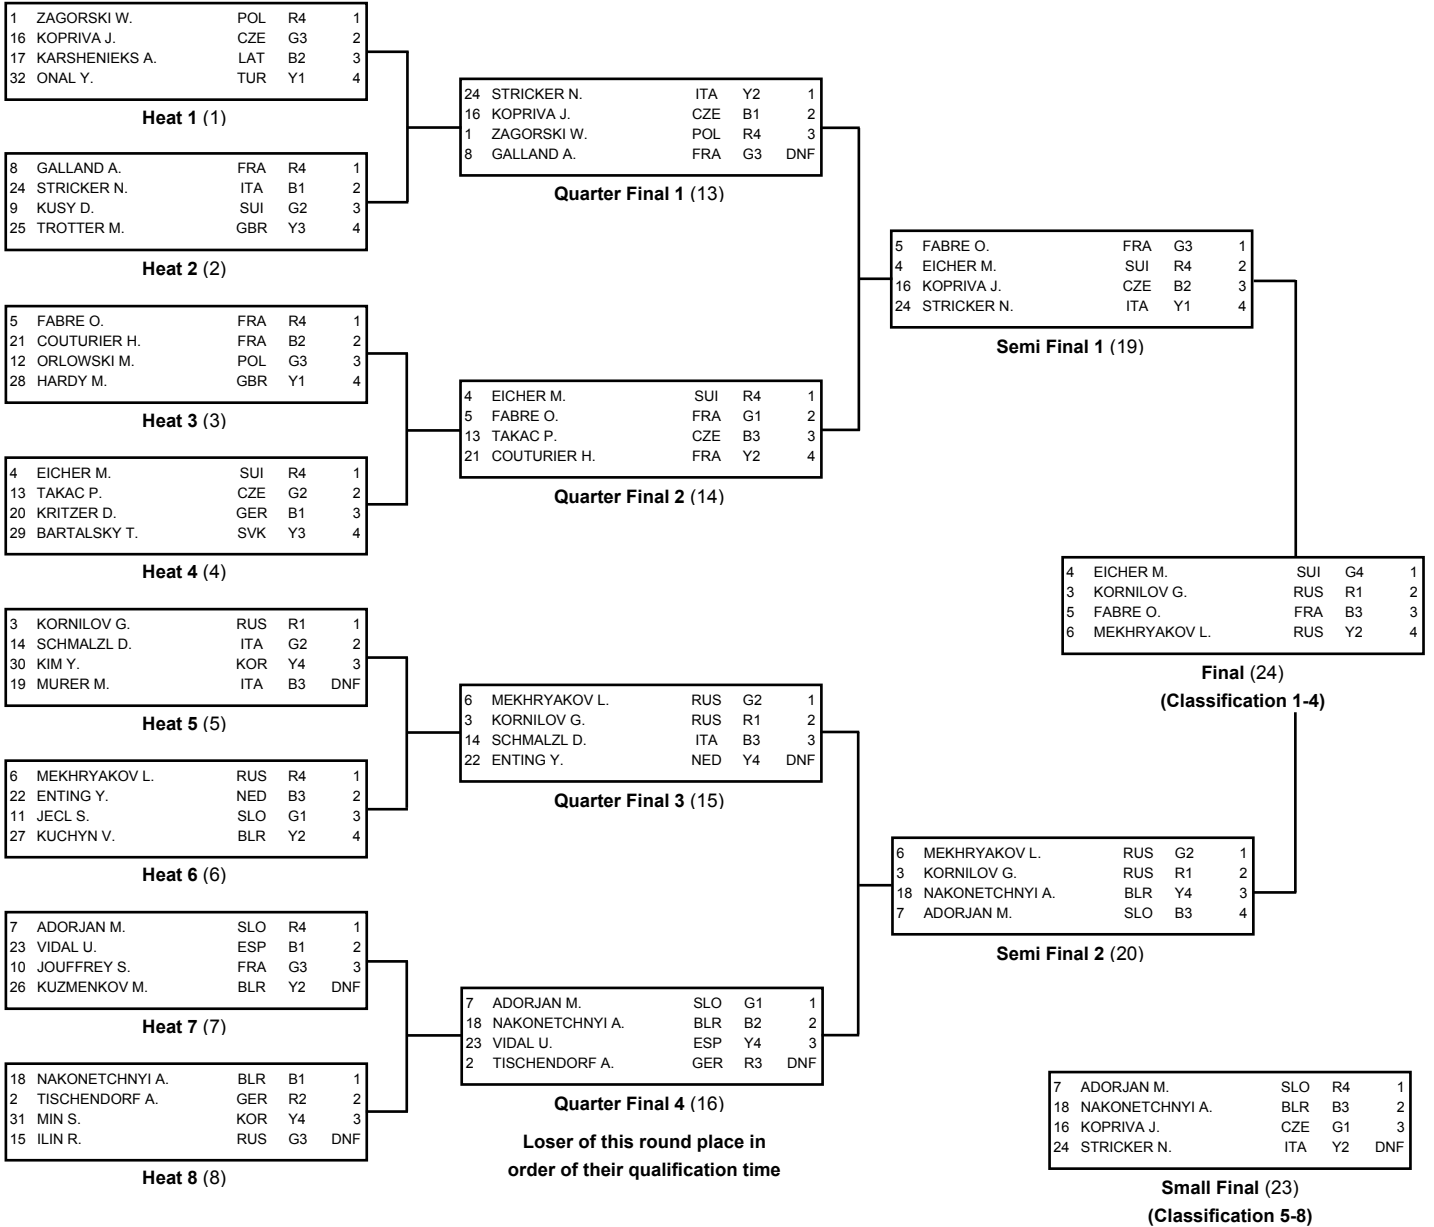 1 ZAGORSKI W. POL R4 1
16 KOPRIVA J. CZE G3 2
17 KARSHENIEKS A. LAT B2 3
32 ONAL Y. TUR Y1 4
Heat 1 (1)
8 GALLAND A. FRA R4 1
24 STRICKER N. ITA B1 2
9 KUSY D. SUI G2 3
25 TROTTER M. GBR Y3 4
Heat 2 (2)
5 FABRE O. FRA R4 1
21 COUTURIER H. FRA B2 2
12 ORLOWSKI M. POL G3 3
28 HARDY M. GBR Y1 4
Heat 3 (3)
4 EICHER M. SUI R4 1
13 TAKAC P. CZE G2 2
20 KRITZER D. GER B1 3
29 BARTALSKY T. SVK Y3 4
Heat 4 (4)
3 KORNILOV G. RUS R1 1
14 SCHMALZL D. ITA G2 2
30 KIM Y. KOR Y4 3
19 MURER M. ITA B3 DNF
Heat 5 (5)
6 MEKHRYAKOV L. RUS R4 1
22 ENTING Y. NED B3 2
11 JECL S. SLO G1 3
27 KUCHYN V. BLR Y2 4
Heat 6 (6)
7 ADORJAN M. SLO R4 1
23 VIDAL U. ESP B1 2
10 JOUFFREY S. FRA G3 3
26 KUZMENKOV M. BLR Y2 DNF
Heat 7 (7)
18 NAKONETCHNYI A. BLR B1 1
2 TISCHENDORF A. GER R2 2
31 MIN S. KOR Y4 3
15 ILIN R. RUS G3 DNF
Heat 8 (8)
24 STRICKER N. ITA Y2 1
16 KOPRIVA J. CZE B1 2
1 ZAGORSKI W. POL R4 3
8 GALLAND A. FRA G3 DNF
Quarter Final 1 (13)
4 EICHER M. SUI R4 1
5 FABRE O. FRA G1 2
13 TAKAC P. CZE B3 3
21 COUTURIER H. FRA Y2 4
Quarter Final 2 (14)
6 MEKHRYAKOV L. RUS G2 1
3 KORNILOV G. RUS R1 2
14 SCHMALZL D. ITA B3 3
22 ENTING Y. NED Y4 DNF
Quarter Final 3 (15)
7 ADORJAN M. SLO G1 1
18 NAKONETCHNYI A. BLR B2 2
23 VIDAL U. ESP Y4 3
2 TISCHENDORF A. GER R3 DNF
Quarter Final 4 (16)
Loser of this round place in
order of their qualification time
5 FABRE O. FRA G3 1
4 EICHER M. SUI R4 2
16 KOPRIVA J. CZE B2 3
24 STRICKER N. ITA Y1 4
Semi Final 1 (19)
6 MEKHRYAKOV L. RUS G2 1
3 KORNILOV G. RUS R1 2
18 NAKONETCHNYI A. BLR Y4 3
7 ADORJAN M. SLO B3 4
Semi Final 2 (20)
4 EICHER M. SUI G4 1
3 KORNILOV G. RUS R1 2
5 FABRE O. FRA B3 3
6 MEKHRYAKOV L. RUS Y2 4
Final (24)
(Classification 1-4)
7 ADORJAN M. SLO R4 1
18 NAKONETCHNYI A. BLR B3 2
16 KOPRIVA J. CZE G1 3
24 STRICKER N. ITA Y2 DNF
Small Final (23)
(Classification 5-8)